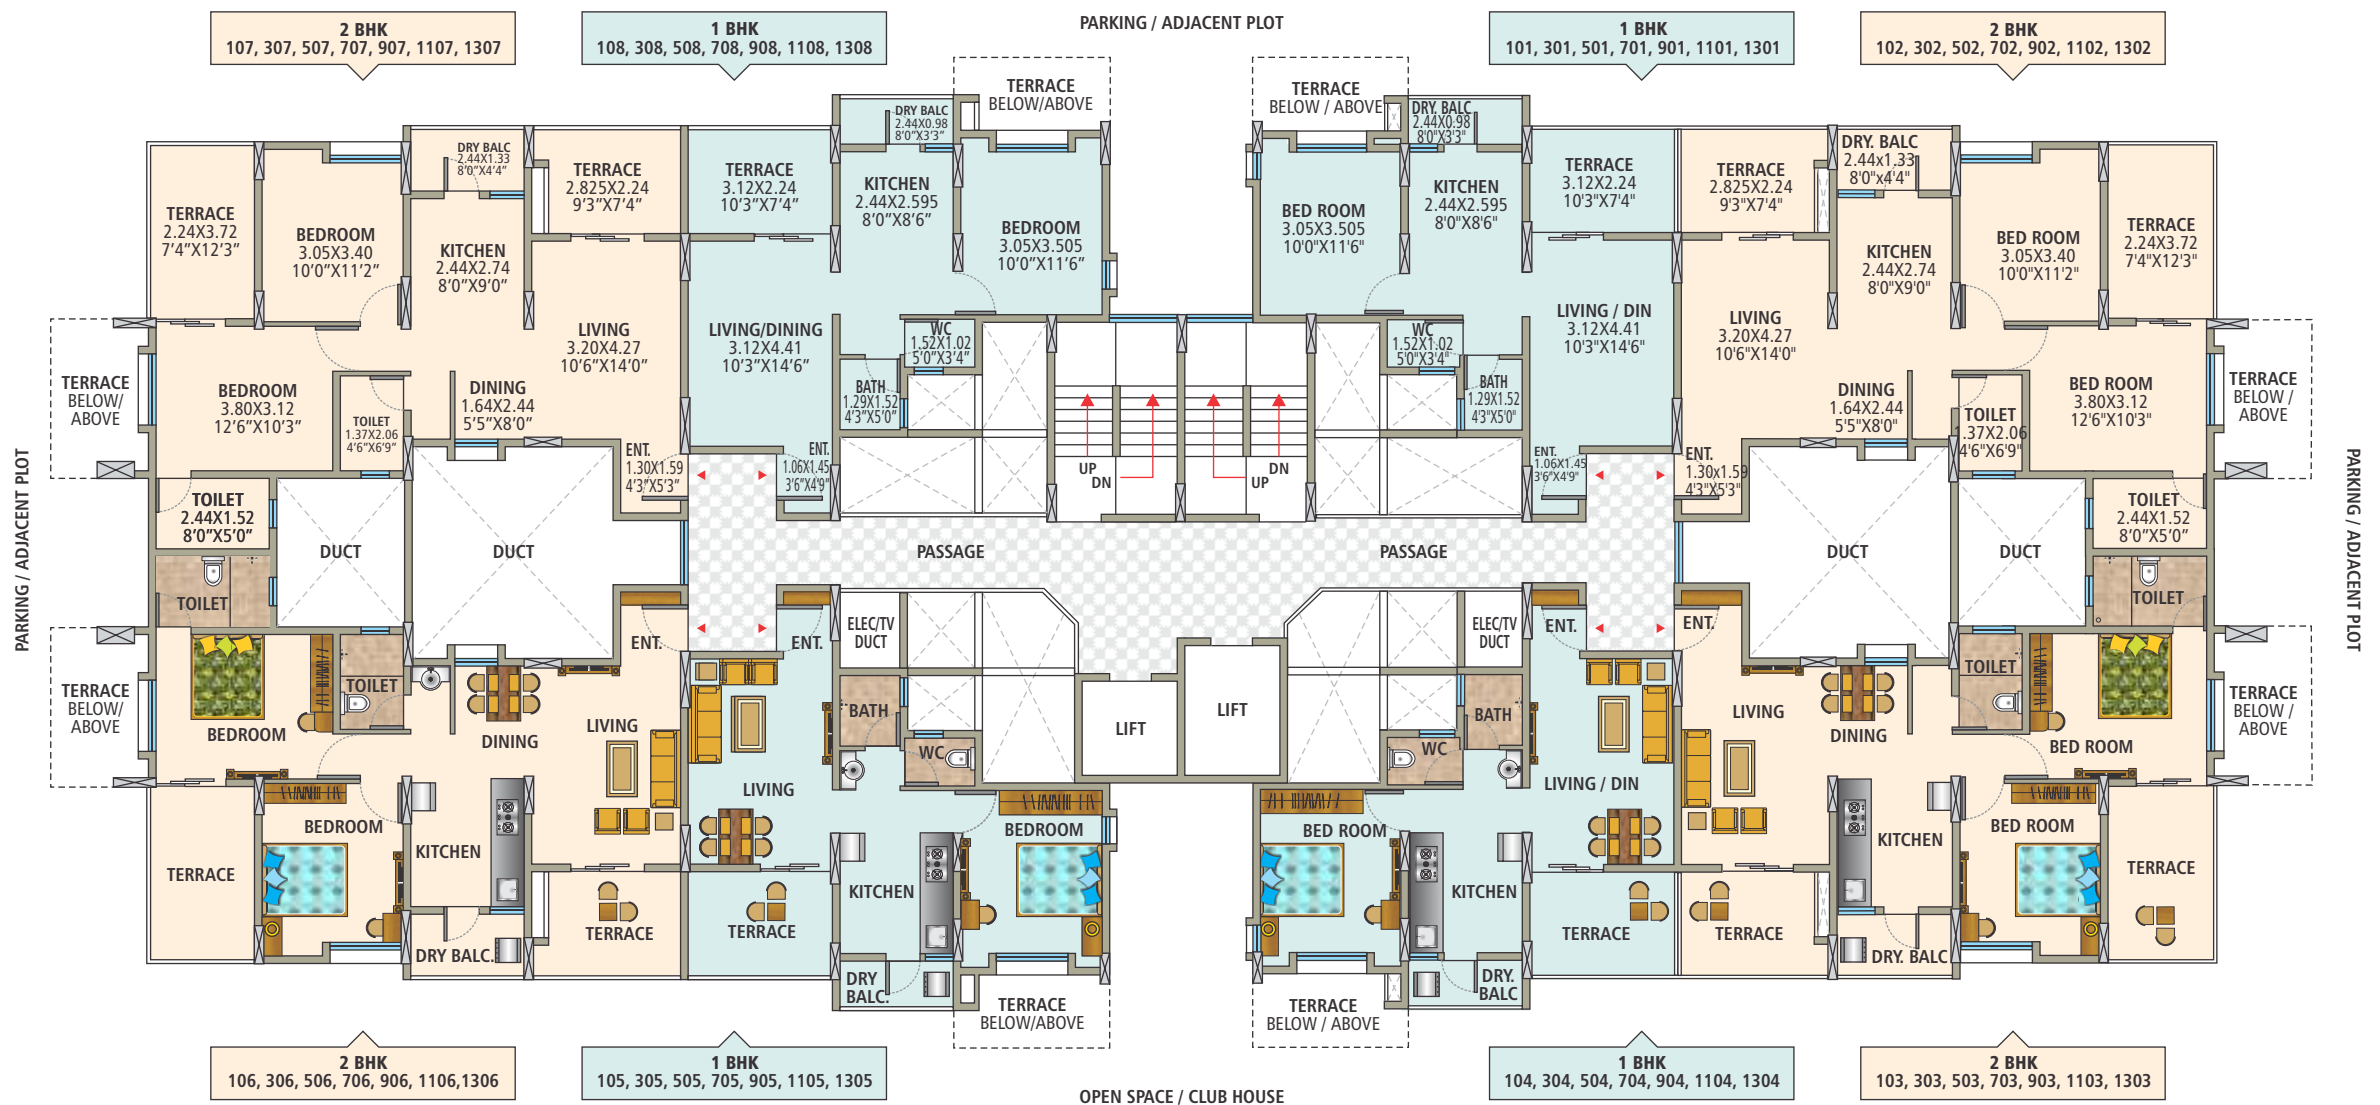 PARKING / ADJACENT PLOT
2 BHK
107, 307, 507, 707, 907, 1107, 1307
1 BHK
108, 308, 508, 708, 908, 1108, 1308
1 BHK
101, 301, 501, 701, 901, 1101, 1301
2 BHK
102, 302, 502, 702, 902, 1102, 1302
TERRACE
BELOW/ABOVE
TERRACE
BELOW / ABOVE
DRY BALC
2.44X1.33
8'0"X4'4"
TERRACE
2.825X2.24
9'3"X7'4"
TERRACE
3.12X2.24
10'3"X7'4"
DRY BALC
2.44X0.98
8'0"X3'3"
KITCHEN
2.44X2.595
8'0"X8'6"
BEDROOM
3.05X3.505
10'0"X11'6"
TERRACE
2.24X3.72
7'4"X12'3"
BEDROOM
3.05X3.40
10'0"X11'2"
KITCHEN
2.44X2.74
8'0"X9'0"
LIVING
3.20X4.27
10'6"X14'0"
LIVING/DINING
3.12X4.41
10'3"X14'6"
WC
1.52X1.02
5'0"X3'4"
BATH
1.29X1.52
4'3"X5'0"
TERRACE
BELOW/
ABOVE
BEDROOM
3.80X3.12
12'6"X10'3"
TOILET
1.37X2.06
4'6"X6'9"
DINING
1.64X2.44
5'5"X8'0"
ENT.
1.30X1.59
4'3"X5'3"
ENT.
1.06X1.45
3'6"X4'9"
TOILET
2.44X1.52
8'0"X5'0"
DUCT
DUCT
UP
DN
DN
UP
BED ROOM
3.05X3.505
10'0"X11'6"
DRY. BALC
2.44X0.98
8'0"X3'3"
KITCHEN
2.44X2.595
8'0"X8'6"
TERRACE
3.12X2.24
10'3"X7'4"
TERRACE
2.825X2.24
9'3"X7'4"
DRY. BALC
2.44x1.33
8'0"x4'4"
KITCHEN
2.44X2.74
8'0"X9'0"
BED ROOM
3.05X3.40
10'0"X11'2"
TERRACE
2.24X3.72
7'4"X12'3"
LIVING / DIN
3.12X4.41
10'3"X14'6"
LIVING
3.20X4.27
10'6"X14'0"
WC
1.52X1.02
5'0"X3'4"
BATH
1.29X1.52
4'3"X5'0"
DINING
1.64X2.44
5'5"X8'0"
TOILET
1.37X2.06
4'6"X6'9"
BED ROOM
3.80X3.12
12'6"X10'3"
TERRACE
BELOW /
ABOVE
ENT.
1.06X1.45
3'6"X4'9"
ENT.
1.30x1.59
4'3"X5'3"
TOILET
2.44X1.52
8'0"X5'0"
DUCT
DUCT
PARKING / ADJACENT PLOT
PASSAGE
PASSAGE
PARKING / ADJACENT PLOT
TOILET
ENT.
ENT.
ELEC/TV
DUCT
ELEC/TV
DUCT
ENT.
ENT.
TOILET
TERRACE
BELOW/
ABOVE
BEDROOM
TOILET
DINING
LIVING
LIVING
BATH
WC
LIFT
LIFT
BATH
WC
LIVING / DIN
LIVING
DINING
TOILET
BED ROOM
TERRACE
BELOW /
ABOVE
TERRACE
BEDROOM
KITCHEN
DRY BALC.
TERRACE
TERRACE
KITCHEN
DRY
BALC.
BEDROOM
TERRACE
BELOW/ABOVE
BED ROOM
KITCHEN
DRY.
BALC
TERRACE
BELOW / ABOVE
TERRACE
TERRACE
KITCHEN
DRY. BALC
BED ROOM
TERRACE
2 BHK
106, 306, 506, 706, 906, 1106,1306
1 BHK
105, 305, 505, 705, 905, 1105, 1305
1 BHK
104, 304, 504, 704, 904, 1104, 1304
2 BHK
103, 303, 503, 703, 903, 1103, 1303
OPEN SPACE / CLUB HOUSE